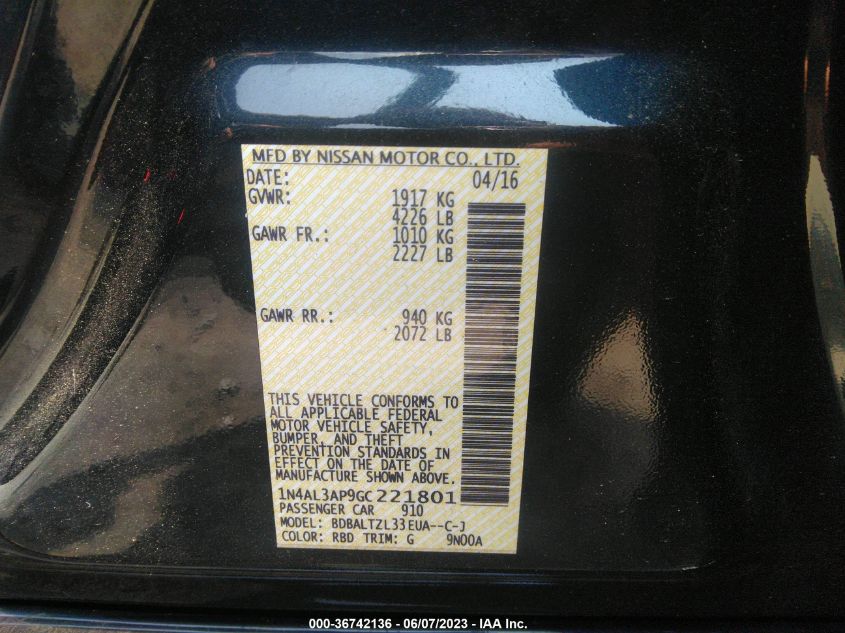 MFD BY NISSAN MOTOR CO., LTD.
DATE: 04/16
GVWR: 1917 KG
4226 LB
GAWR FR.: 1010 KG
2227 LB
GAWR RR.: 940 KG
2072 LB
THIS VEHICLE CONFORMS TO
ALL APPLICABLE FEDERAL
MOTOR VEHICLE SAFETY,
BUMPER, AND THEFT
PREVENTION STANDARDS IN
EFFECT ON THE DATE OF
MANUFACTURE SHOWN ABOVE.
1N4AL3AP9GC221801
PASSENGER CAR 910
MODEL: BDBALTZL33EUA--C-J
COLOR: RBD TRIM: G 9N00A
000-36742136 - 06/07/2023 - IAA Inc.